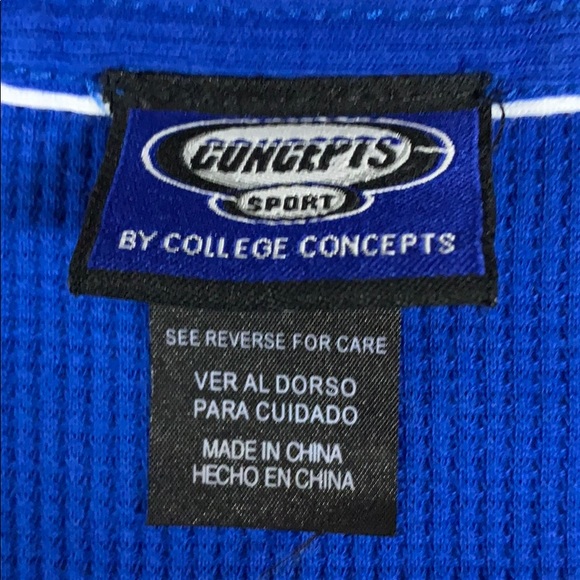 CONCEPTS
SPORT
BY COLLEGE CONCEPTS
SEE REVERSE FOR CARE
VER AL DORSO
PARA CUIDADO
MADE IN CHINA
HECHO EN CHINA